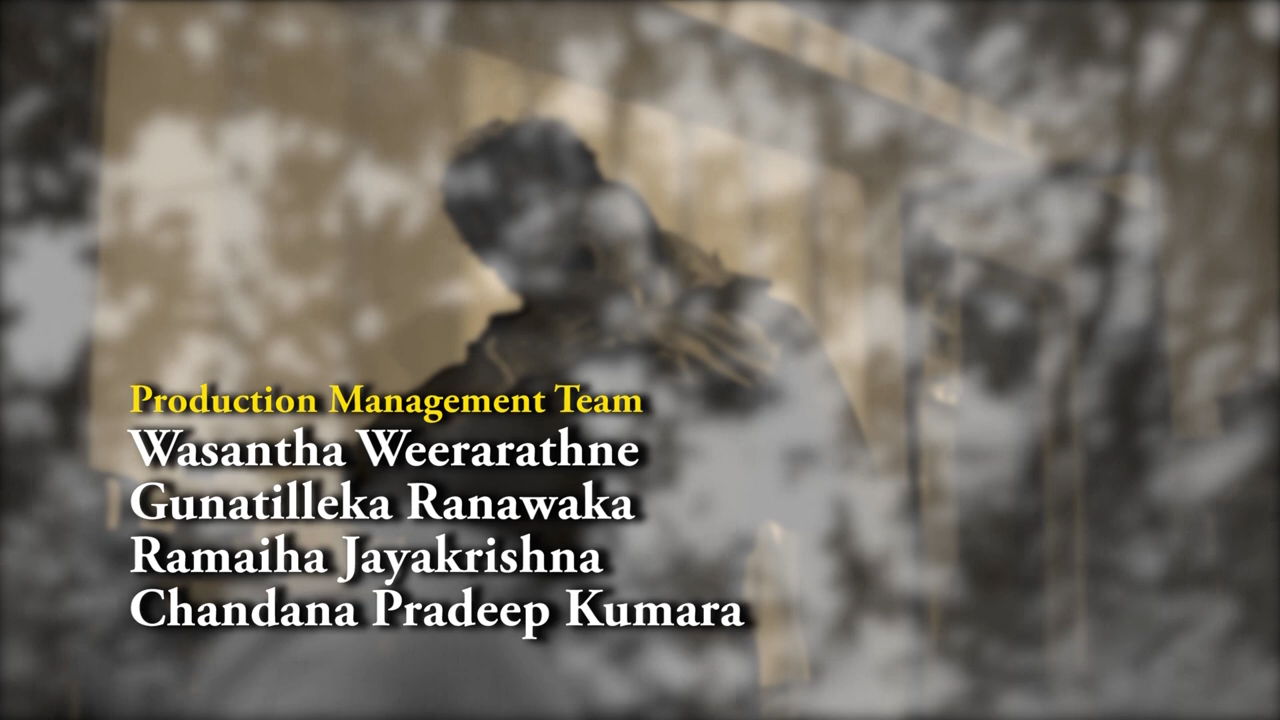 Production Management Team
Wasantha Weerarathne
Gunatilleka Ranawaka
Ramaiha Jayakrishna
Chandana Pradeep Kumara